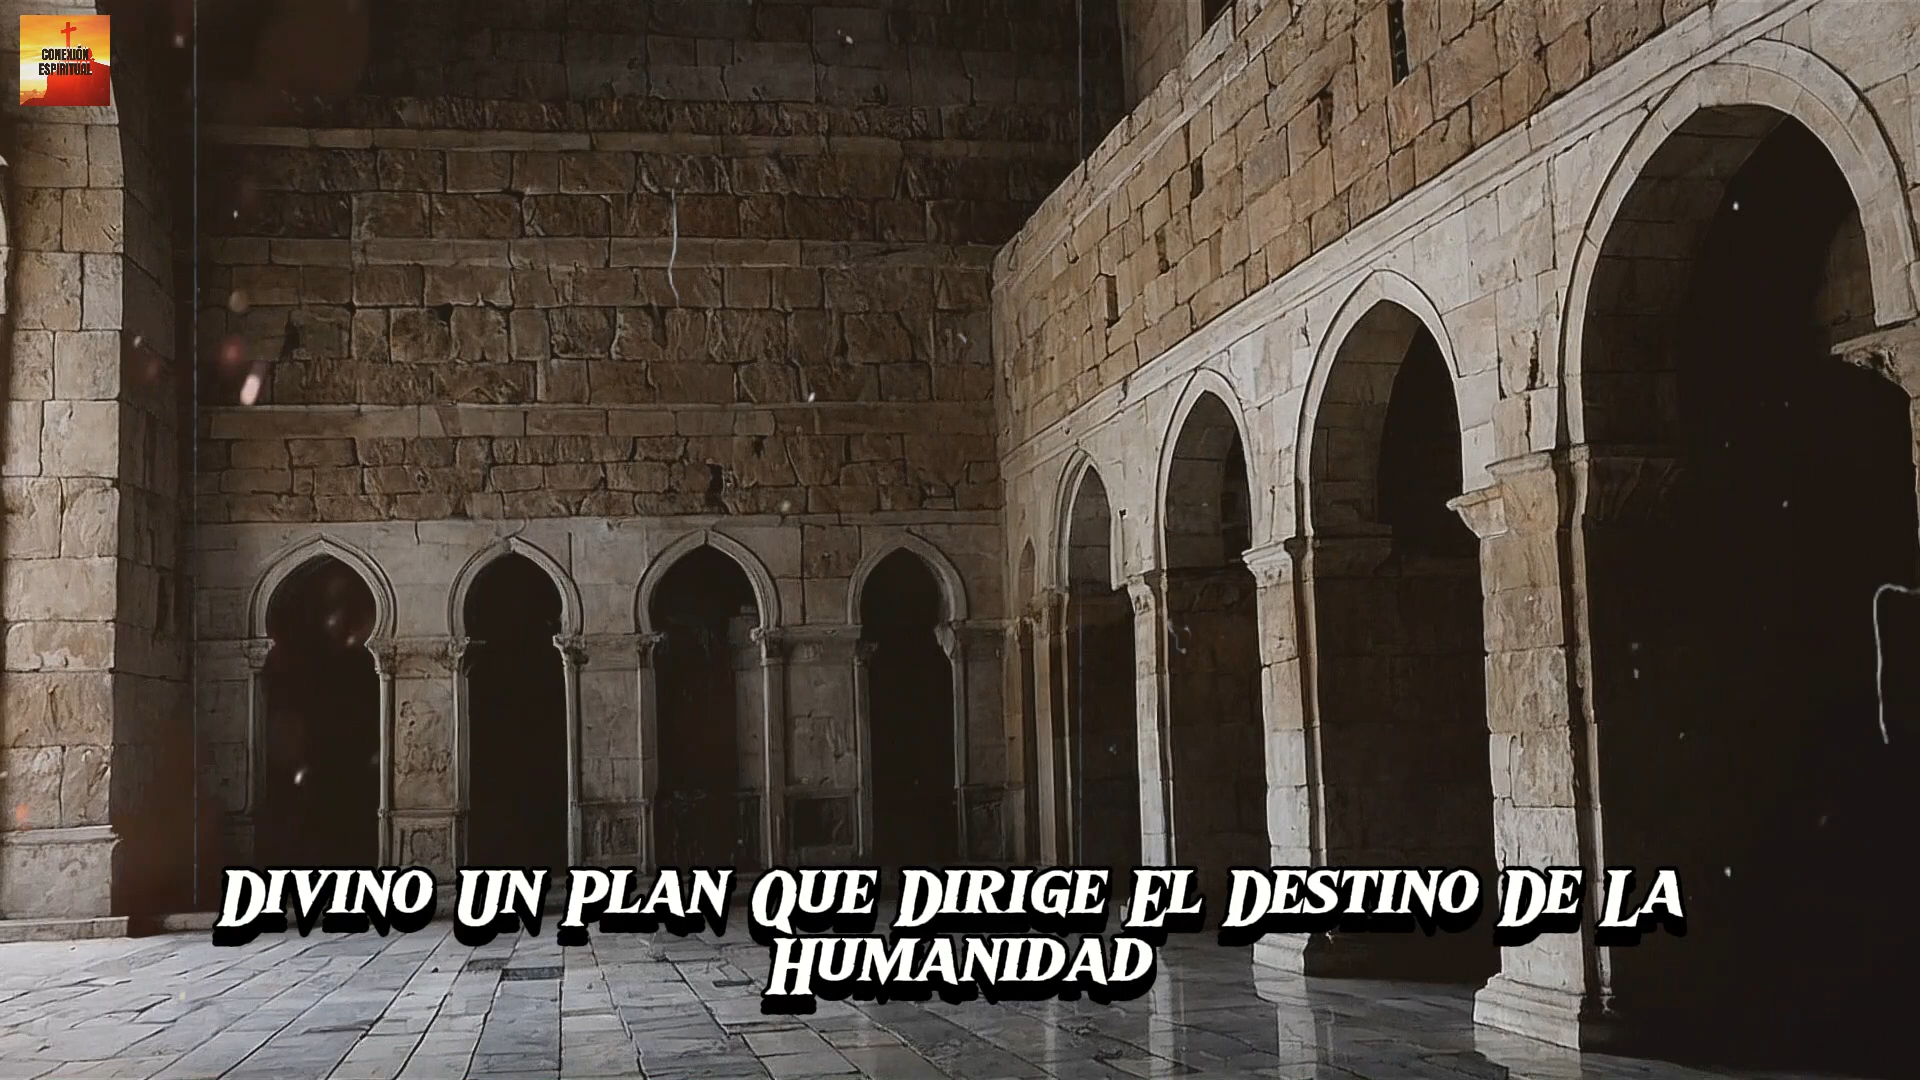 CONEXIÓN
ESPIRITUAL
Divino Un Plan Que Dirige El Destino De La
Humanidad